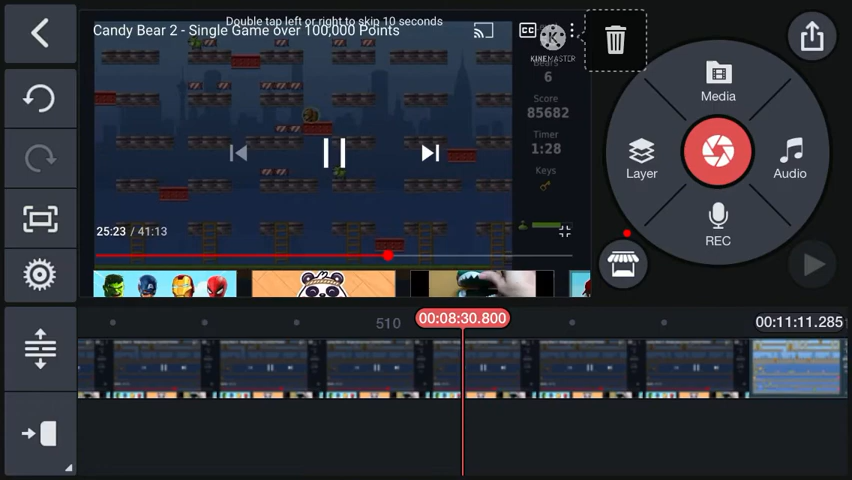 Double tap left or right to skip 10 seconds
Candy Bear 2 - Single Game over 100,000 Points
CC
K
KINEMASTER
Bears
6
Score
85682
Timer
1:28
Keys
25:23 / 41:13
Media
Layer
Audio
REC
510
00:08:30.800
00:11:11.285